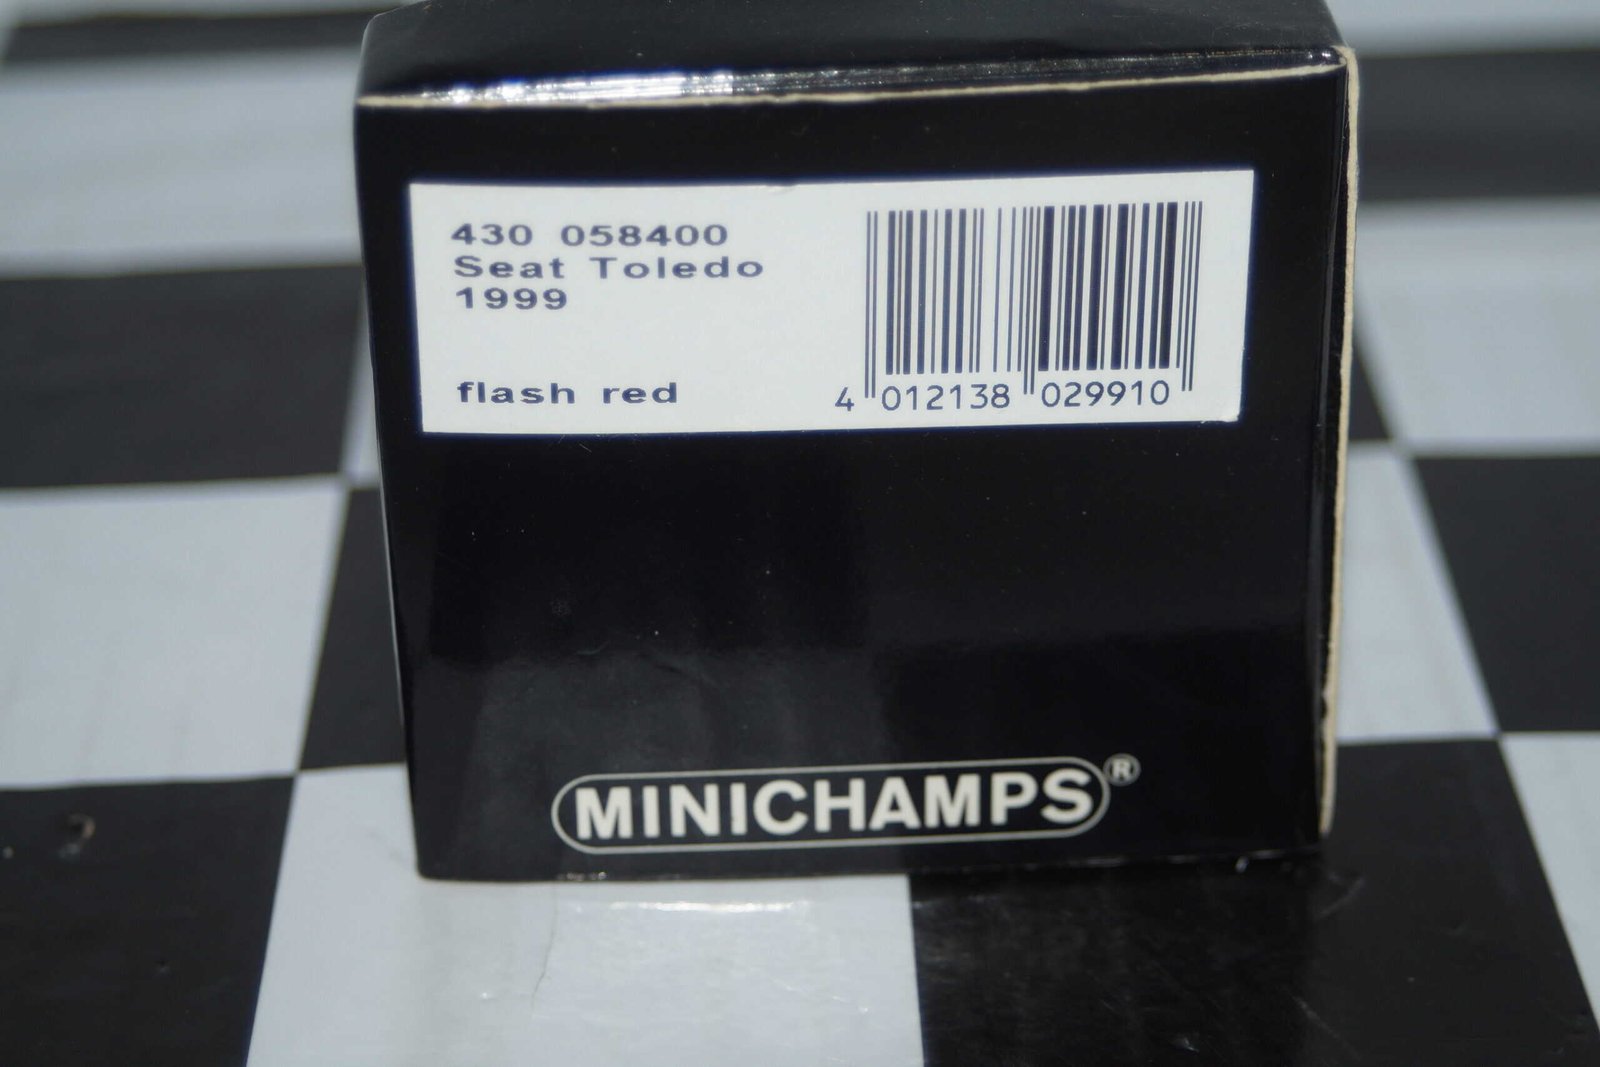 430 058400
Seat Toledo
1999
flash red
4 012138 029910
MINICHAMPS®